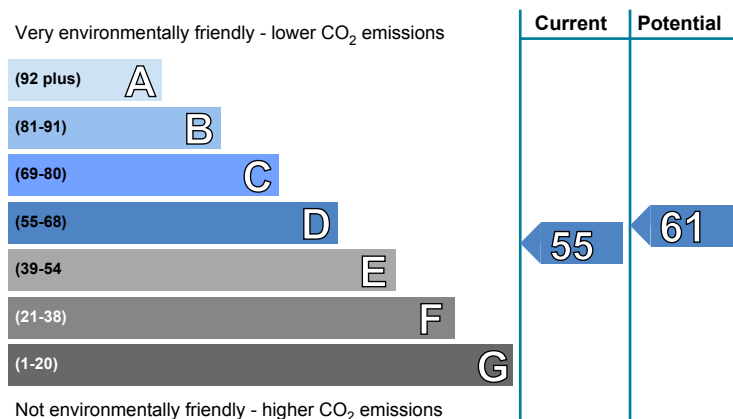 Very environmentally friendly - lower CO₂ emissions
Current
Potential
(92 plus) A
(81-91) B
(69-80) C
(55-68) D
(39-54 E
(21-38) F
(1-20) G
55
61
Not environmentally friendly - higher CO₂ emissions